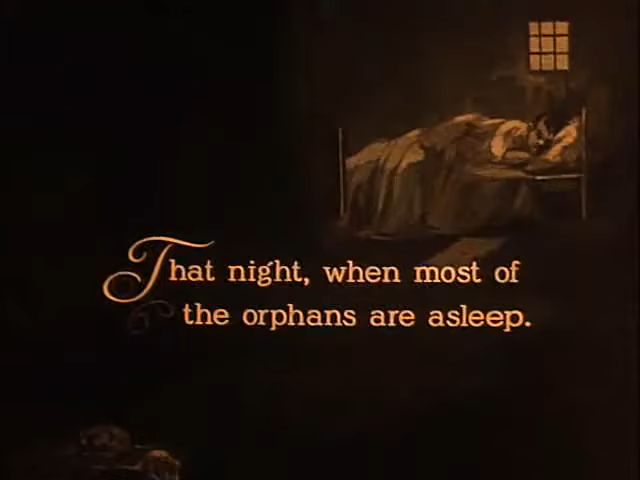 That night, when most of
the orphans are asleep.